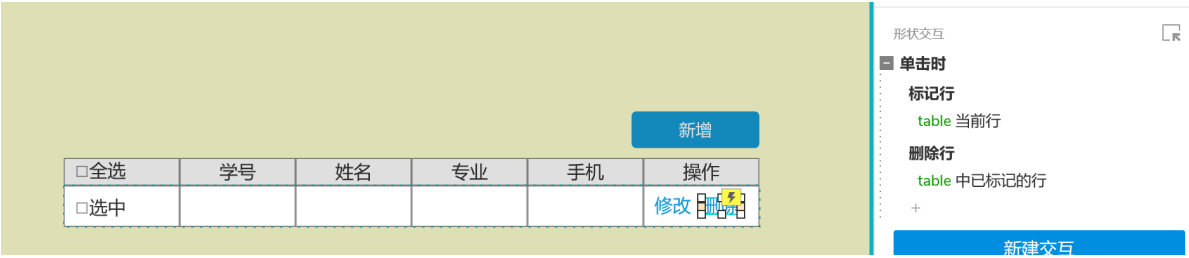 形状交互
单击时
标记行
table 当前行
新增
删除行
□全选 学号 姓名 专业 手机 操作
table 中已标记的行
□选中 修改 删除
+
新建交互